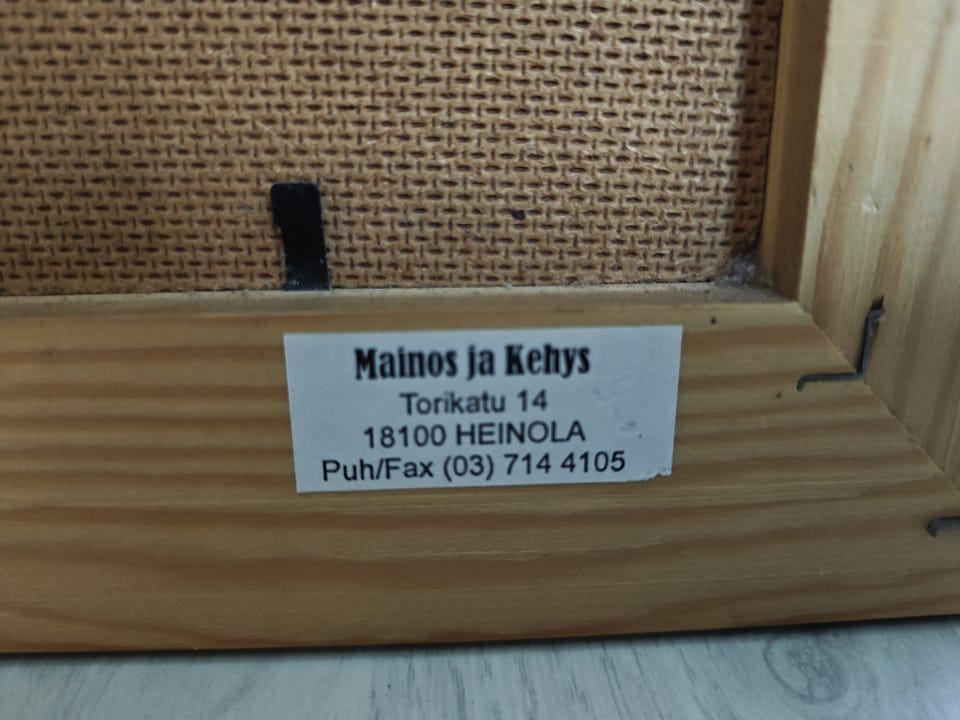 Mainos ja Kehys
Torikatu 14
18100 HEINOLA
Puh/Fax (03) 714 4105